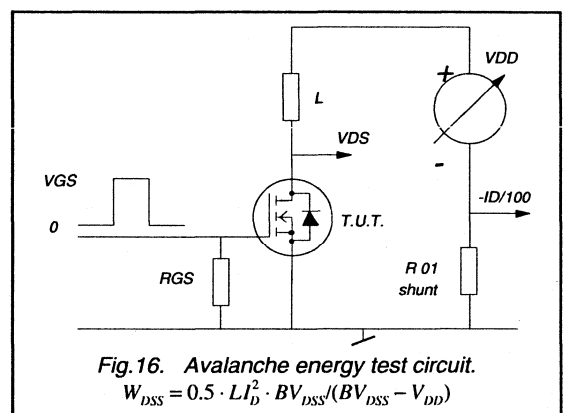 +
VDD
L
VDS
-
VGS
-ID/100
0
T.U.T.
RGS
R 01
shunt
Fig.16. Avalanche energy test circuit.
W_DSS = 0.5 · LI_D^2 · BV_DSS/(BV_DSS − V_DD)